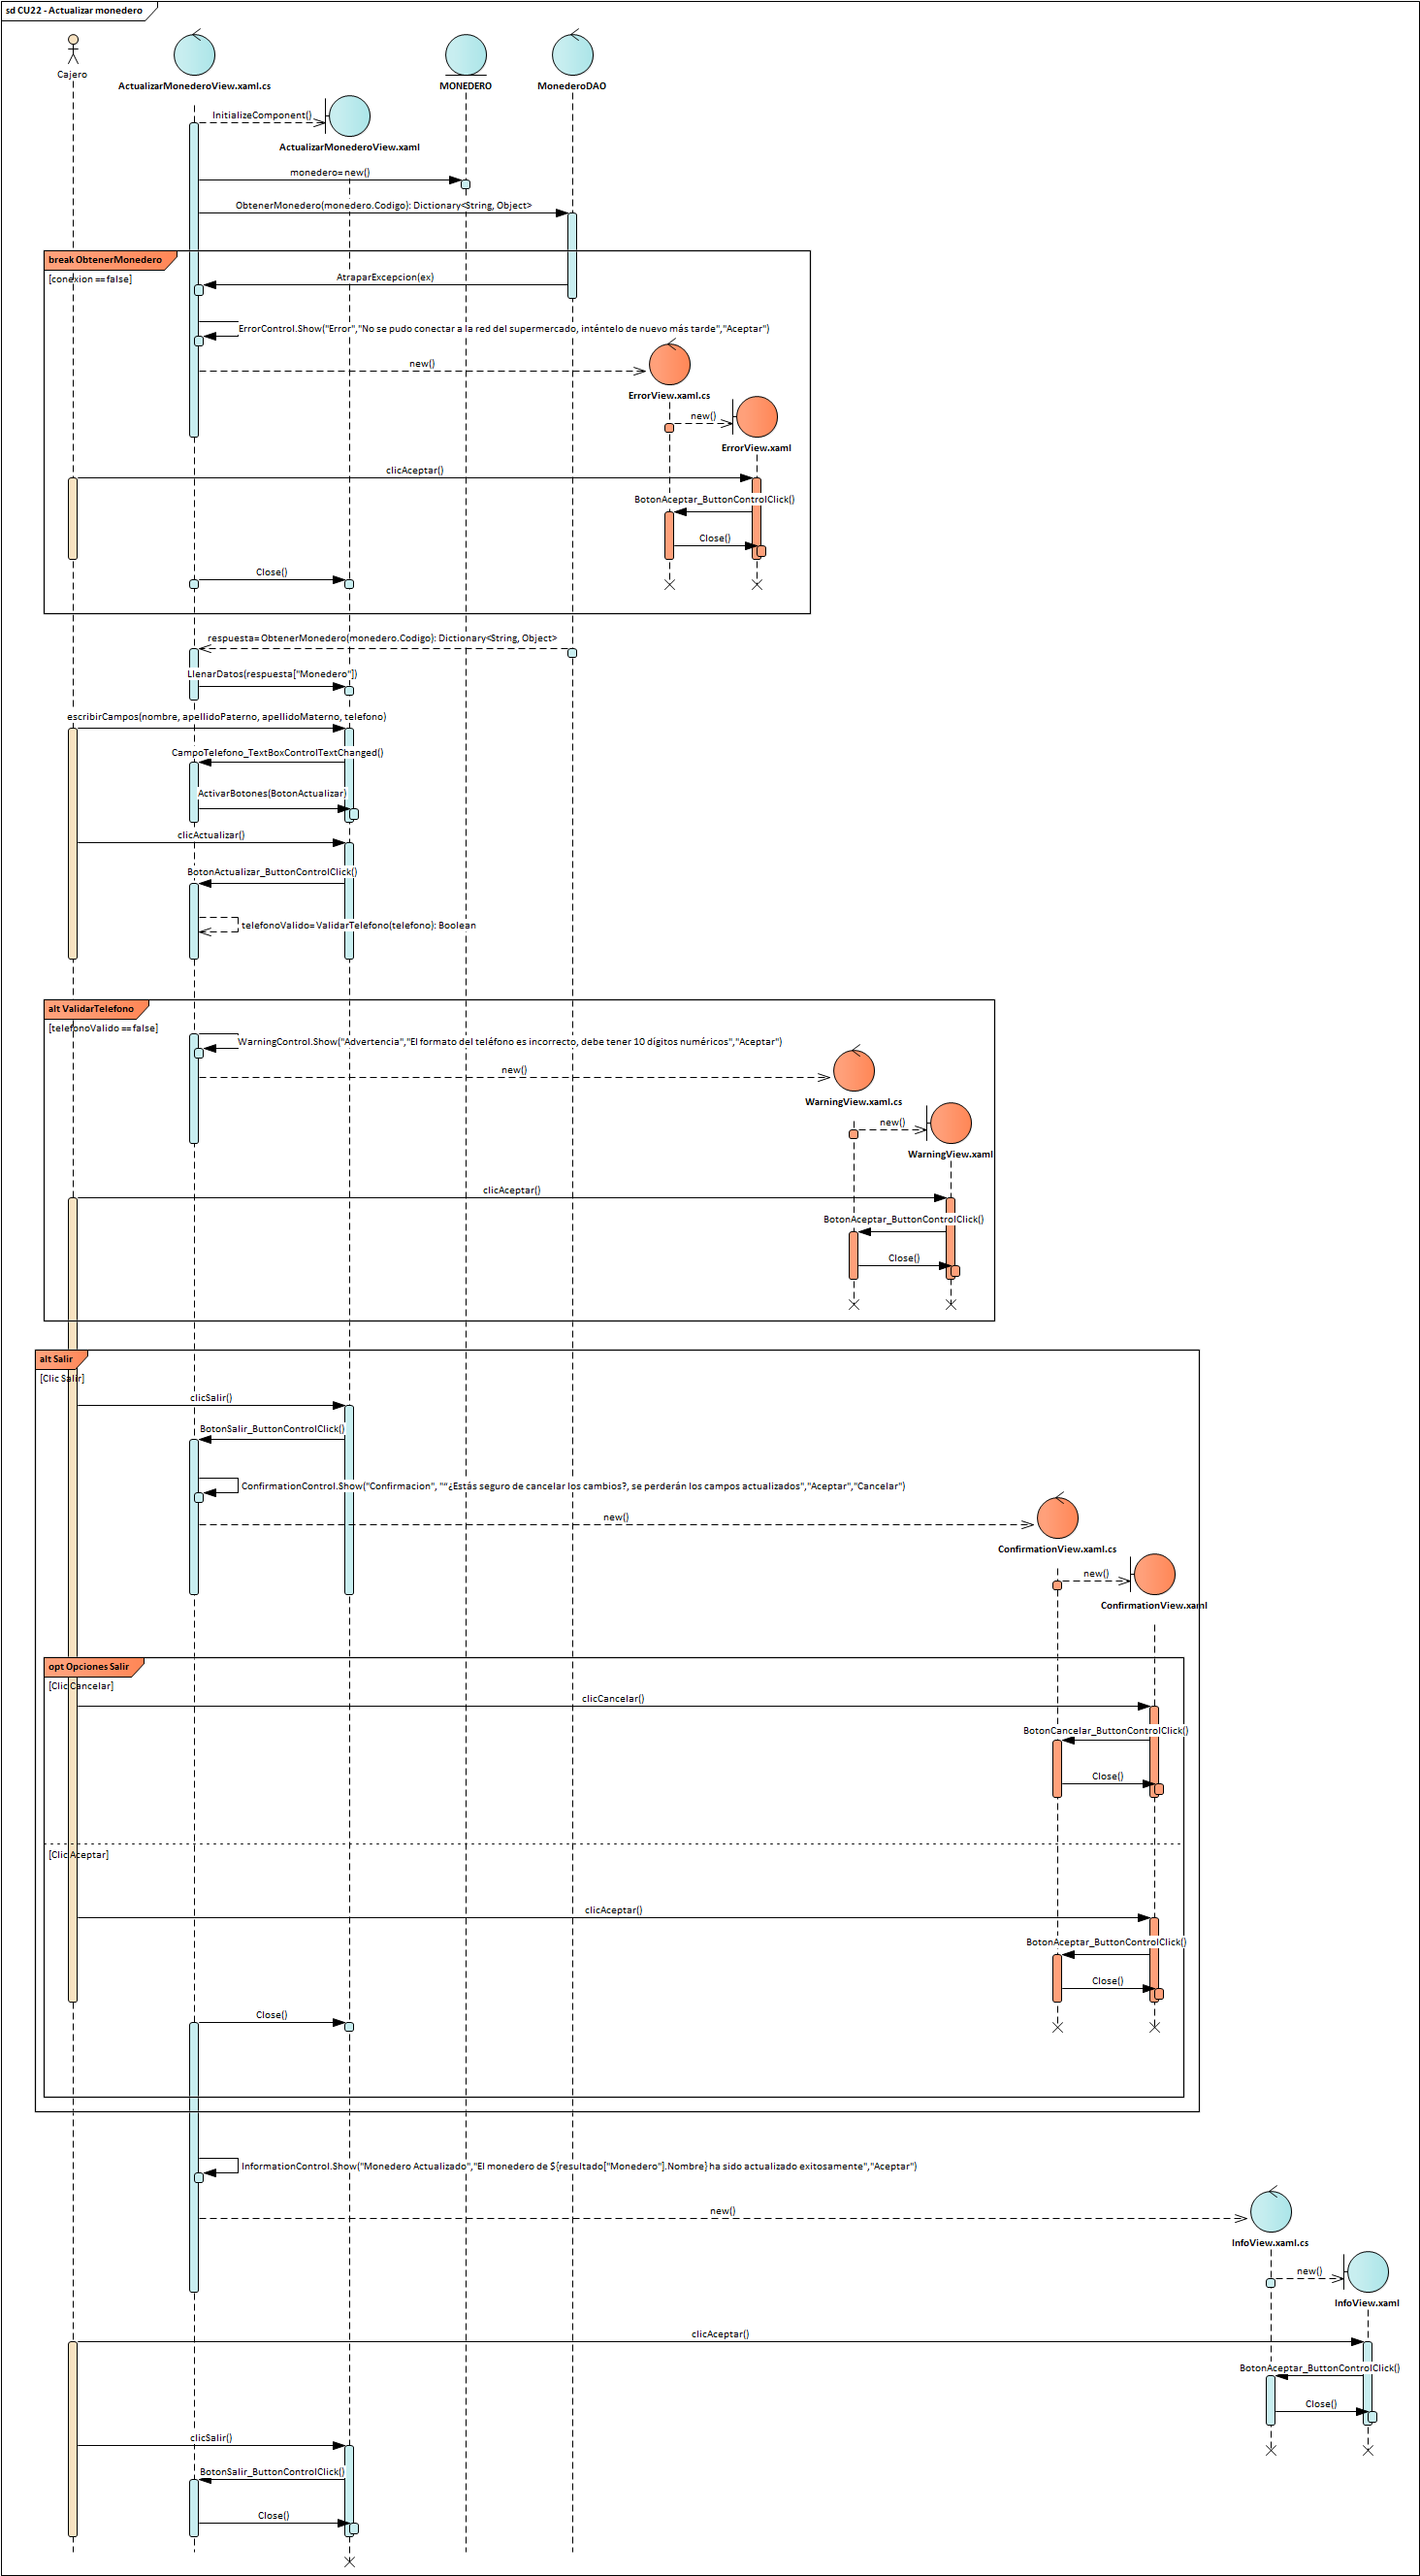 sd CU22 - Actualizar monedero
Cajero
ActualizarMonederoView.xaml.cs
MONEDERO
MonederoDAO
InitializeComponent()
ActualizarMonederoView.xaml
monedero= new()
ObtenerMonedero(monedero.Codigo): Dictionary<String, Object>
break ObtenerMonedero
[conexion == false]
AtraparExcepcion(ex)
ErrorControl.Show("Error","No se pudo conectar a la red del supermercado, inténtelo de nuevo más tarde","Aceptar")
new()
ErrorView.xaml.cs
new()
ErrorView.xaml
clicAceptar()
BotonAceptar_ButtonControlClick()
Close()
Close()
respuesta= ObtenerMonedero(monedero.Codigo): Dictionary<String, Object>
LlenarDatos(respuesta["Monedero"])
escribirCampos(nombre, apellidoPaterno, apellidoMaterno, telefono)
CampoTelefono_TextBoxControlTextChanged()
ActivarBotones(BotonActualizar)
clicActualizar()
BotonActualizar_ButtonControlClick()
telefonoValido= ValidarTelefono(telefono): Boolean
alt ValidarTelefono
[telefonoValido == false]
WarningControl.Show("Advertencia","El formato del teléfono es incorrecto, debe tener 10 dígitos numéricos","Aceptar")
new()
WarningView.xaml.cs
new()
WarningView.xaml
clicAceptar()
BotonAceptar_ButtonControlClick()
Close()
alt Salir
[Clic Salir]
clicSalir()
BotonSalir_ButtonControlClick()
ConfirmationControl.Show("Confirmacion", "“¿Estás seguro de cancelar los cambios?, se perderán los campos actualizados","Aceptar","Cancelar")
new()
ConfirmationView.xaml.cs
new()
ConfirmationView.xaml
opt Opciones Salir
[Clic Cancelar]
clicCancelar()
BotonCancelar_ButtonControlClick()
Close()
[Clic Aceptar]
clicAceptar()
BotonAceptar_ButtonControlClick()
Close()
Close()
InformationControl.Show("Monedero Actualizado","El monedero de ${resultado["Monedero"].Nombre} ha sido actualizado exitosamente","Aceptar")
new()
InfoView.xaml.cs
new()
InfoView.xaml
clicAceptar()
BotonAceptar_ButtonControlClick()
Close()
clicSalir()
BotonSalir_ButtonControlClick()
Close()